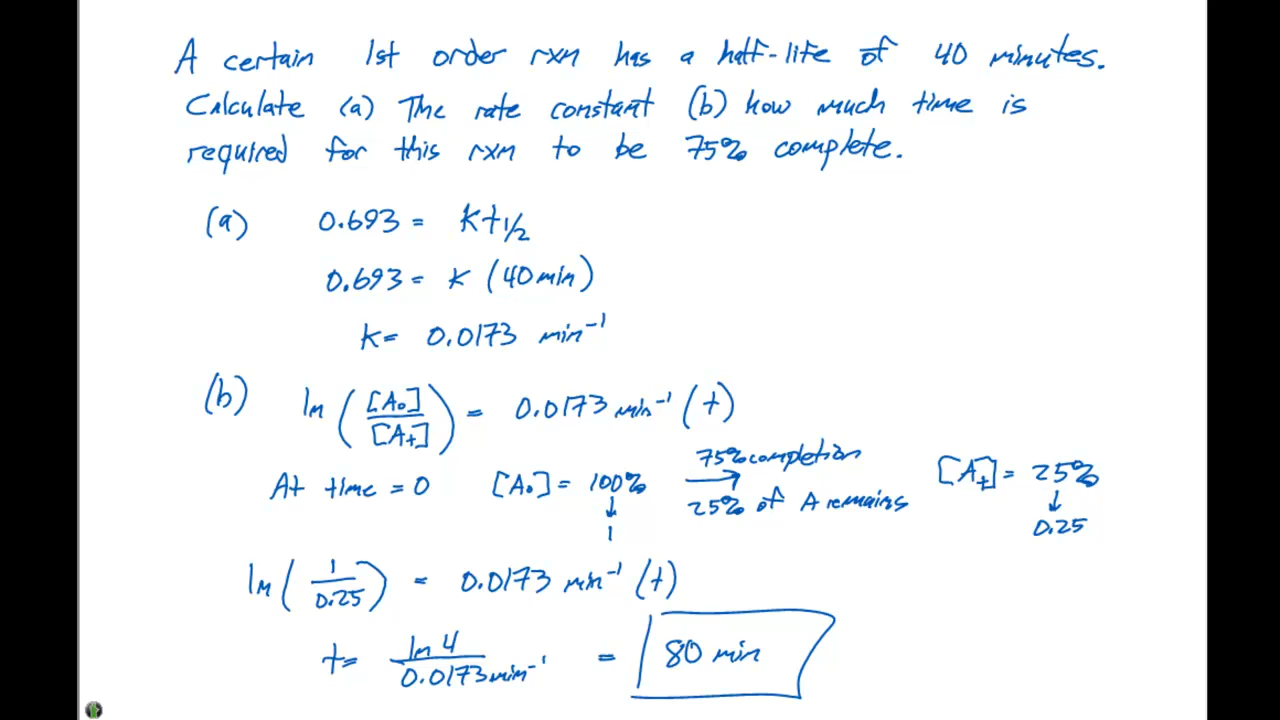 A certain 1st order rxn has a half-life of 40 minutes.
Calculate (a) The rate constant (b) how much time is
required for this rxn to be 75% complete.
(a) 0.693 = kt1/2
0.693 = k (40 min)
k = 0.0173 min⁻¹
(b) ln ([A₀]/[At]) = 0.0173 min⁻¹ (t)
At time = 0 [A₀] = 100% 75% completion [At] = 25%
25% of A remains
↓ 1 ↓ 0.25
ln (1/0.25) = 0.0173 min⁻¹ (t)
t = ln 4/0.0173 min⁻¹ = 80 min